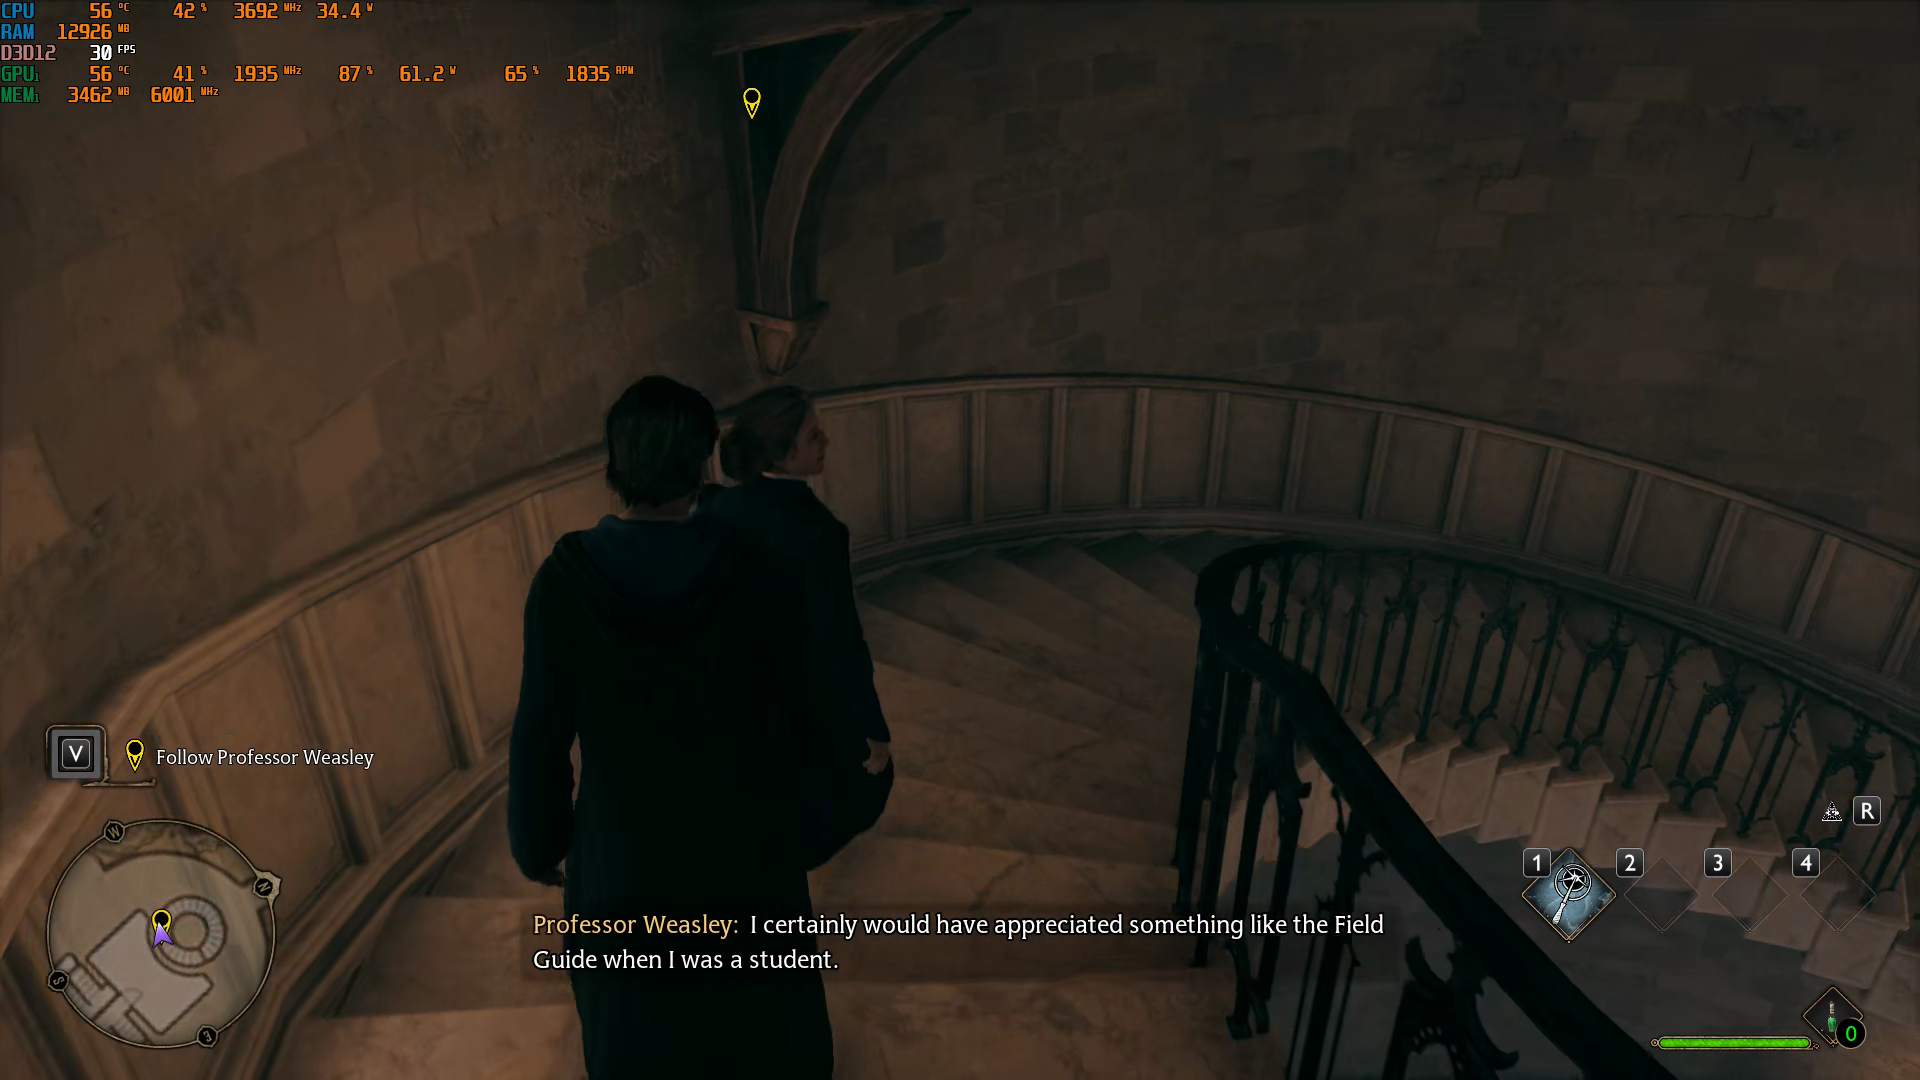 CPU 56 °C 42 % 3692 MHz 34.4 W
RAM 12926 MB
D3D12 30 FPS
GPU1 56 °C 41 % 1935 MHz 87 % 61.2 W 65 % 1835 RPM
MEM1 3462 MB 6001 MHz
V Follow Professor Weasley
R
1 2 3 4
W
N
S
E
Professor Weasley: I certainly would have appreciated something like the Field
Guide when I was a student.
0